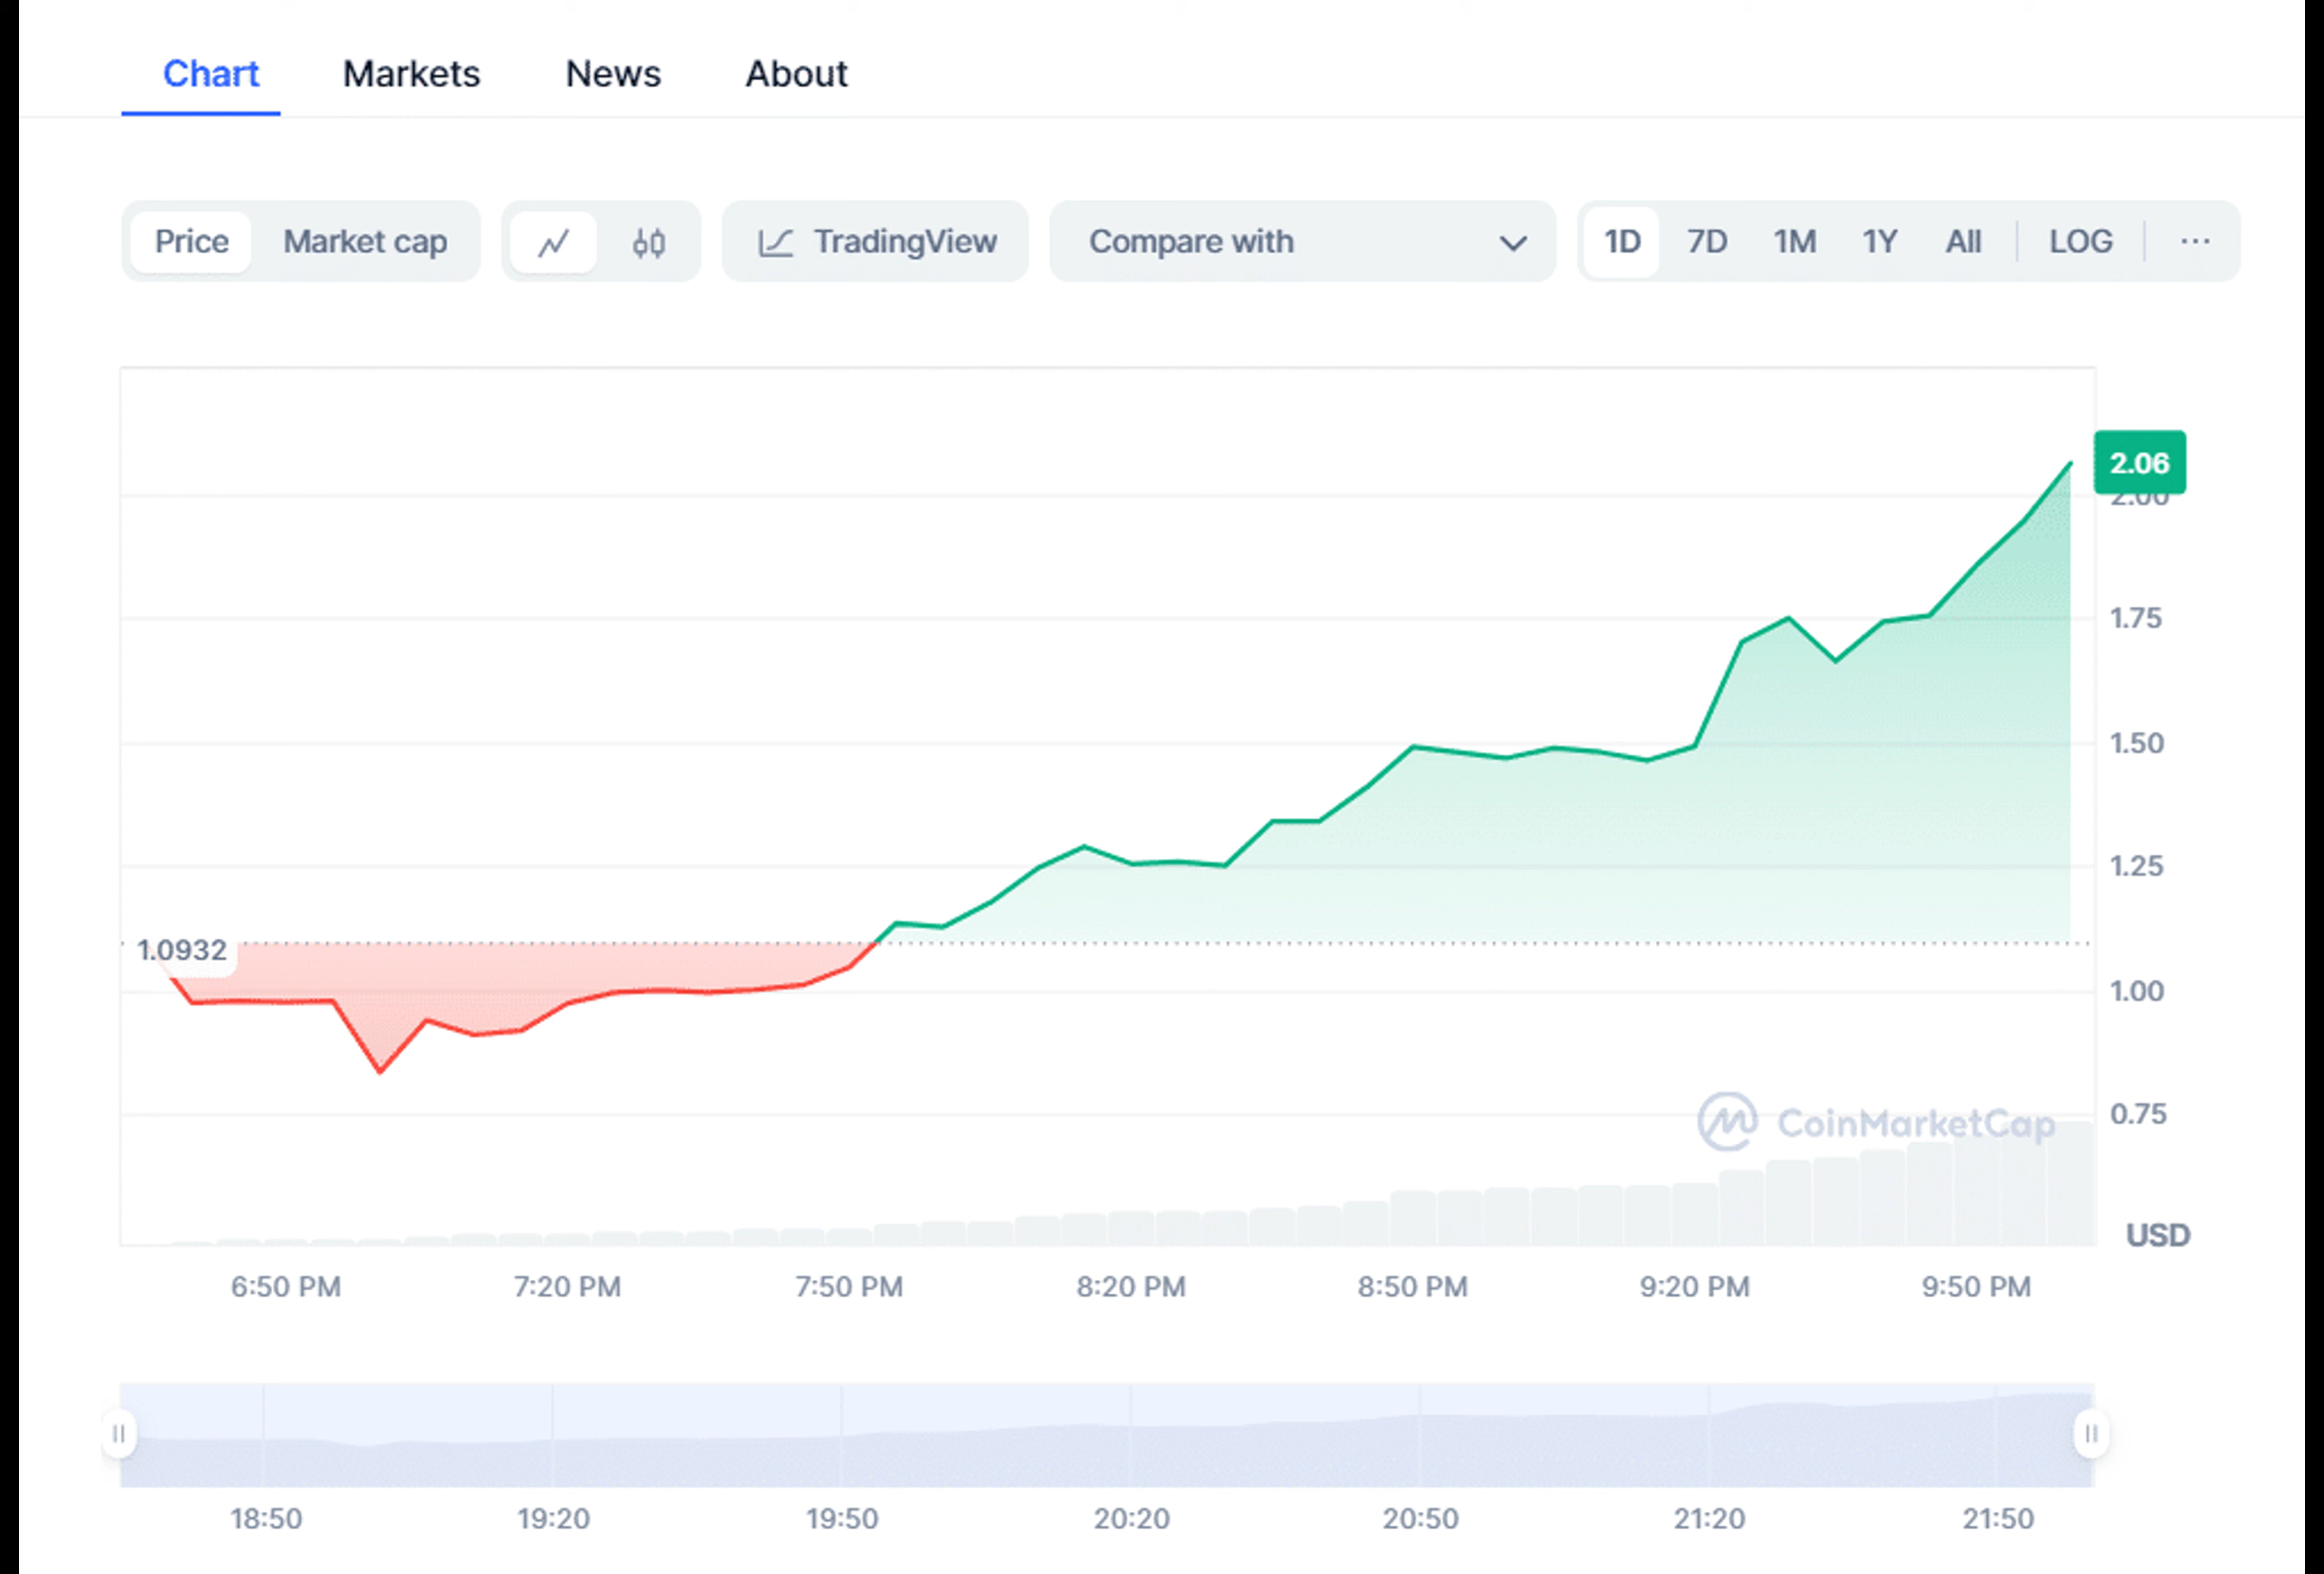 Chart Markets News About
Price Market cap TradingView Compare with 1D 7D 1M 1Y All LOG ...
2.06
2.00
1.75
1.50
1.25
1.0932
1.00
0.75
CoinMarketCap
USD
6:50 PM 7:20 PM 7:50 PM 8:20 PM 8:50 PM 9:20 PM 9:50 PM
18:50 19:20 19:50 20:20 20:50 21:20 21:50